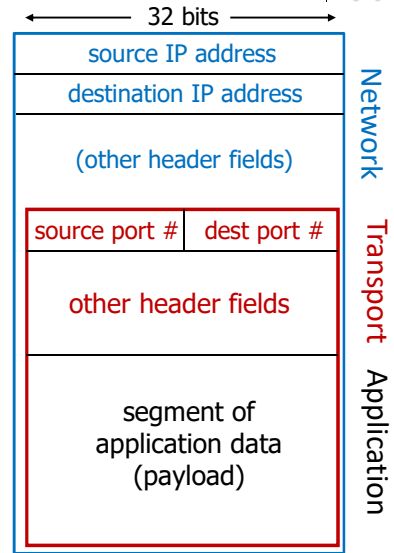 32 bits
source IP address
destination IP address
(other header fields)
Network
source port # dest port #
other header fields
Transport
segment of
application data
(payload)
Application